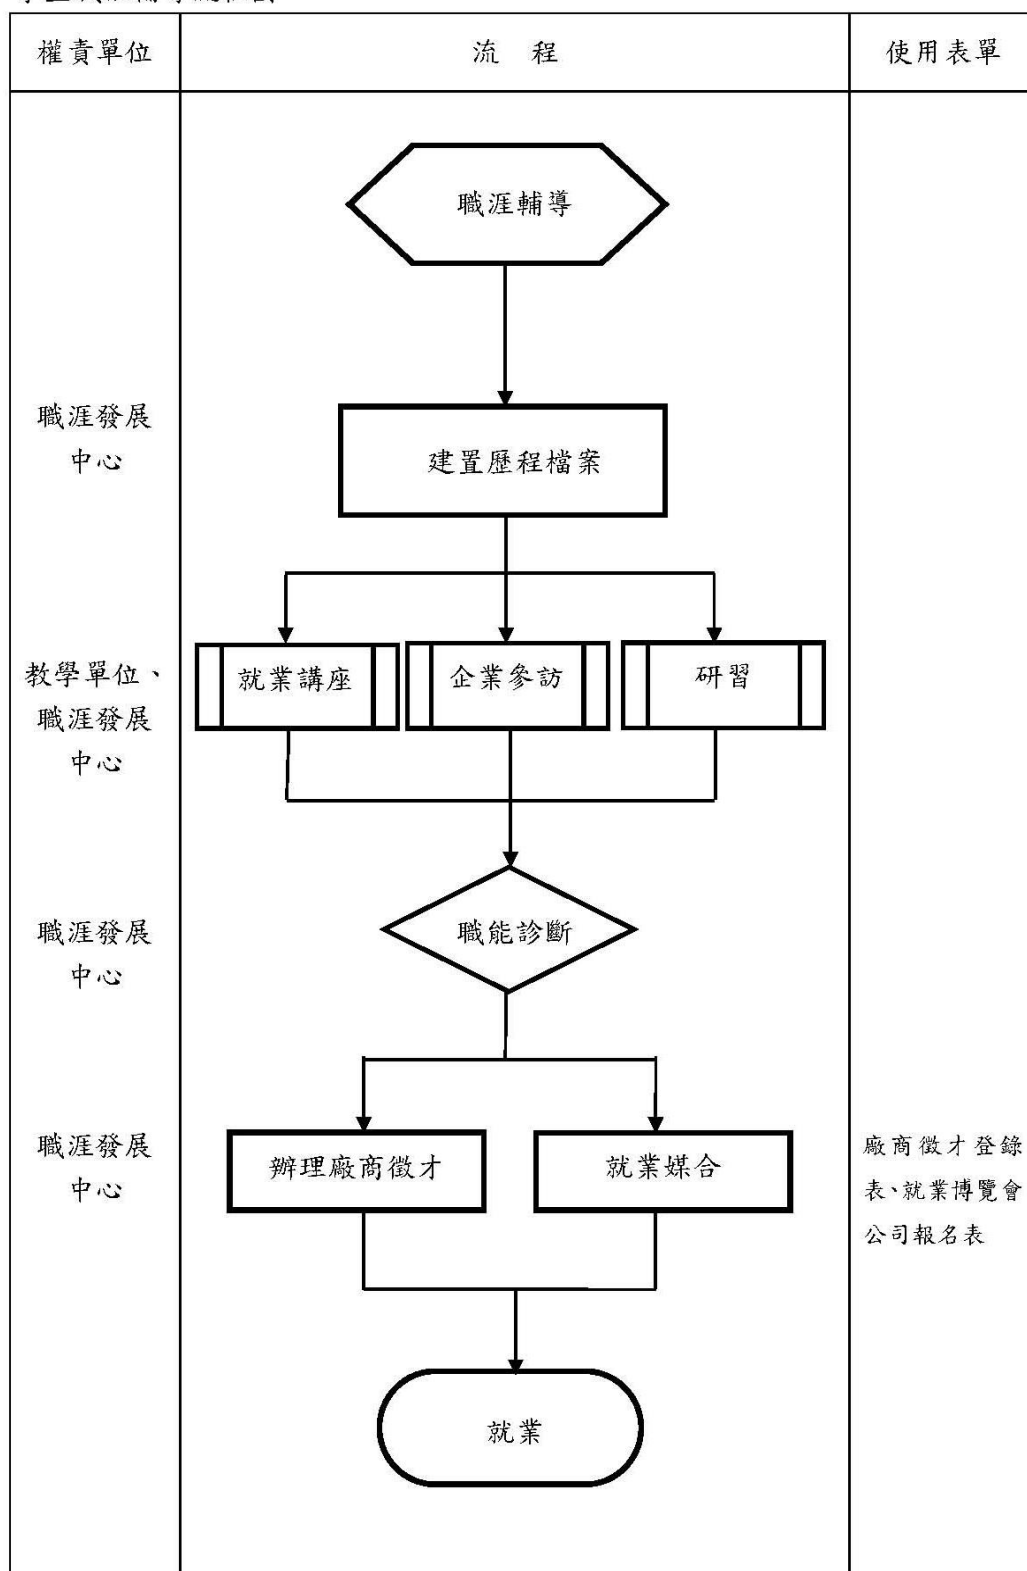 權責單位
流 程
使用表單
職涯輔導
職涯發展
中心
建置歷程檔案
教學單位、
職涯發展
中心
就業講座
企業參訪
研習
職涯發展
中心
職能診斷
職涯發展
中心
辦理廠商徵才
就業媒合
廠商徵才登錄
表、就業博覽會
公司報名表
就業